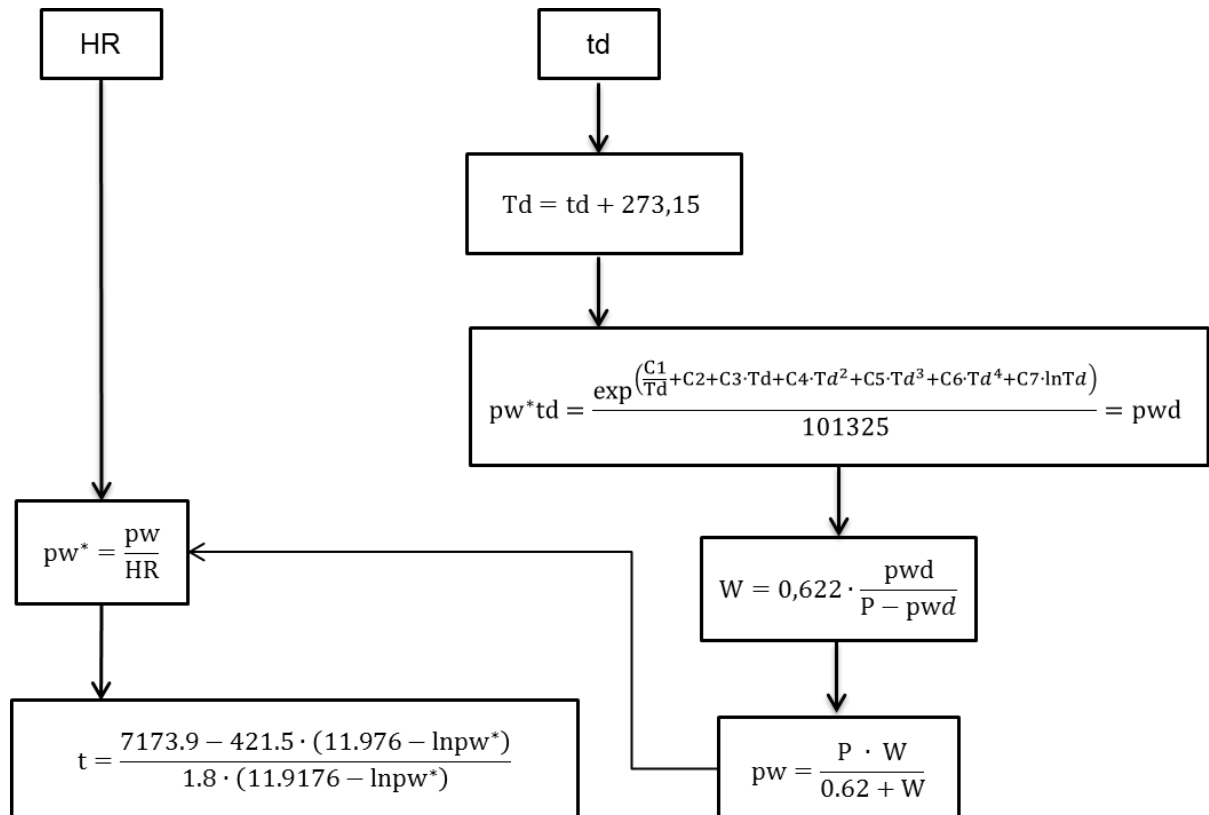 HR
td
Td = td + 273,15
pw*td = exp^(C1/Td+C2+C3·Td+C4·Td²+C5·Td³+C6·Td⁴+C7·lnTd) / 101325 = pwd
pw* = pw / HR
W = 0,622 · pwd / P − pwd
t = 7173.9 − 421.5 · (11.976 − lnpw*) / 1.8 · (11.9176 − lnpw*)
pw = P · W / 0.62 + W